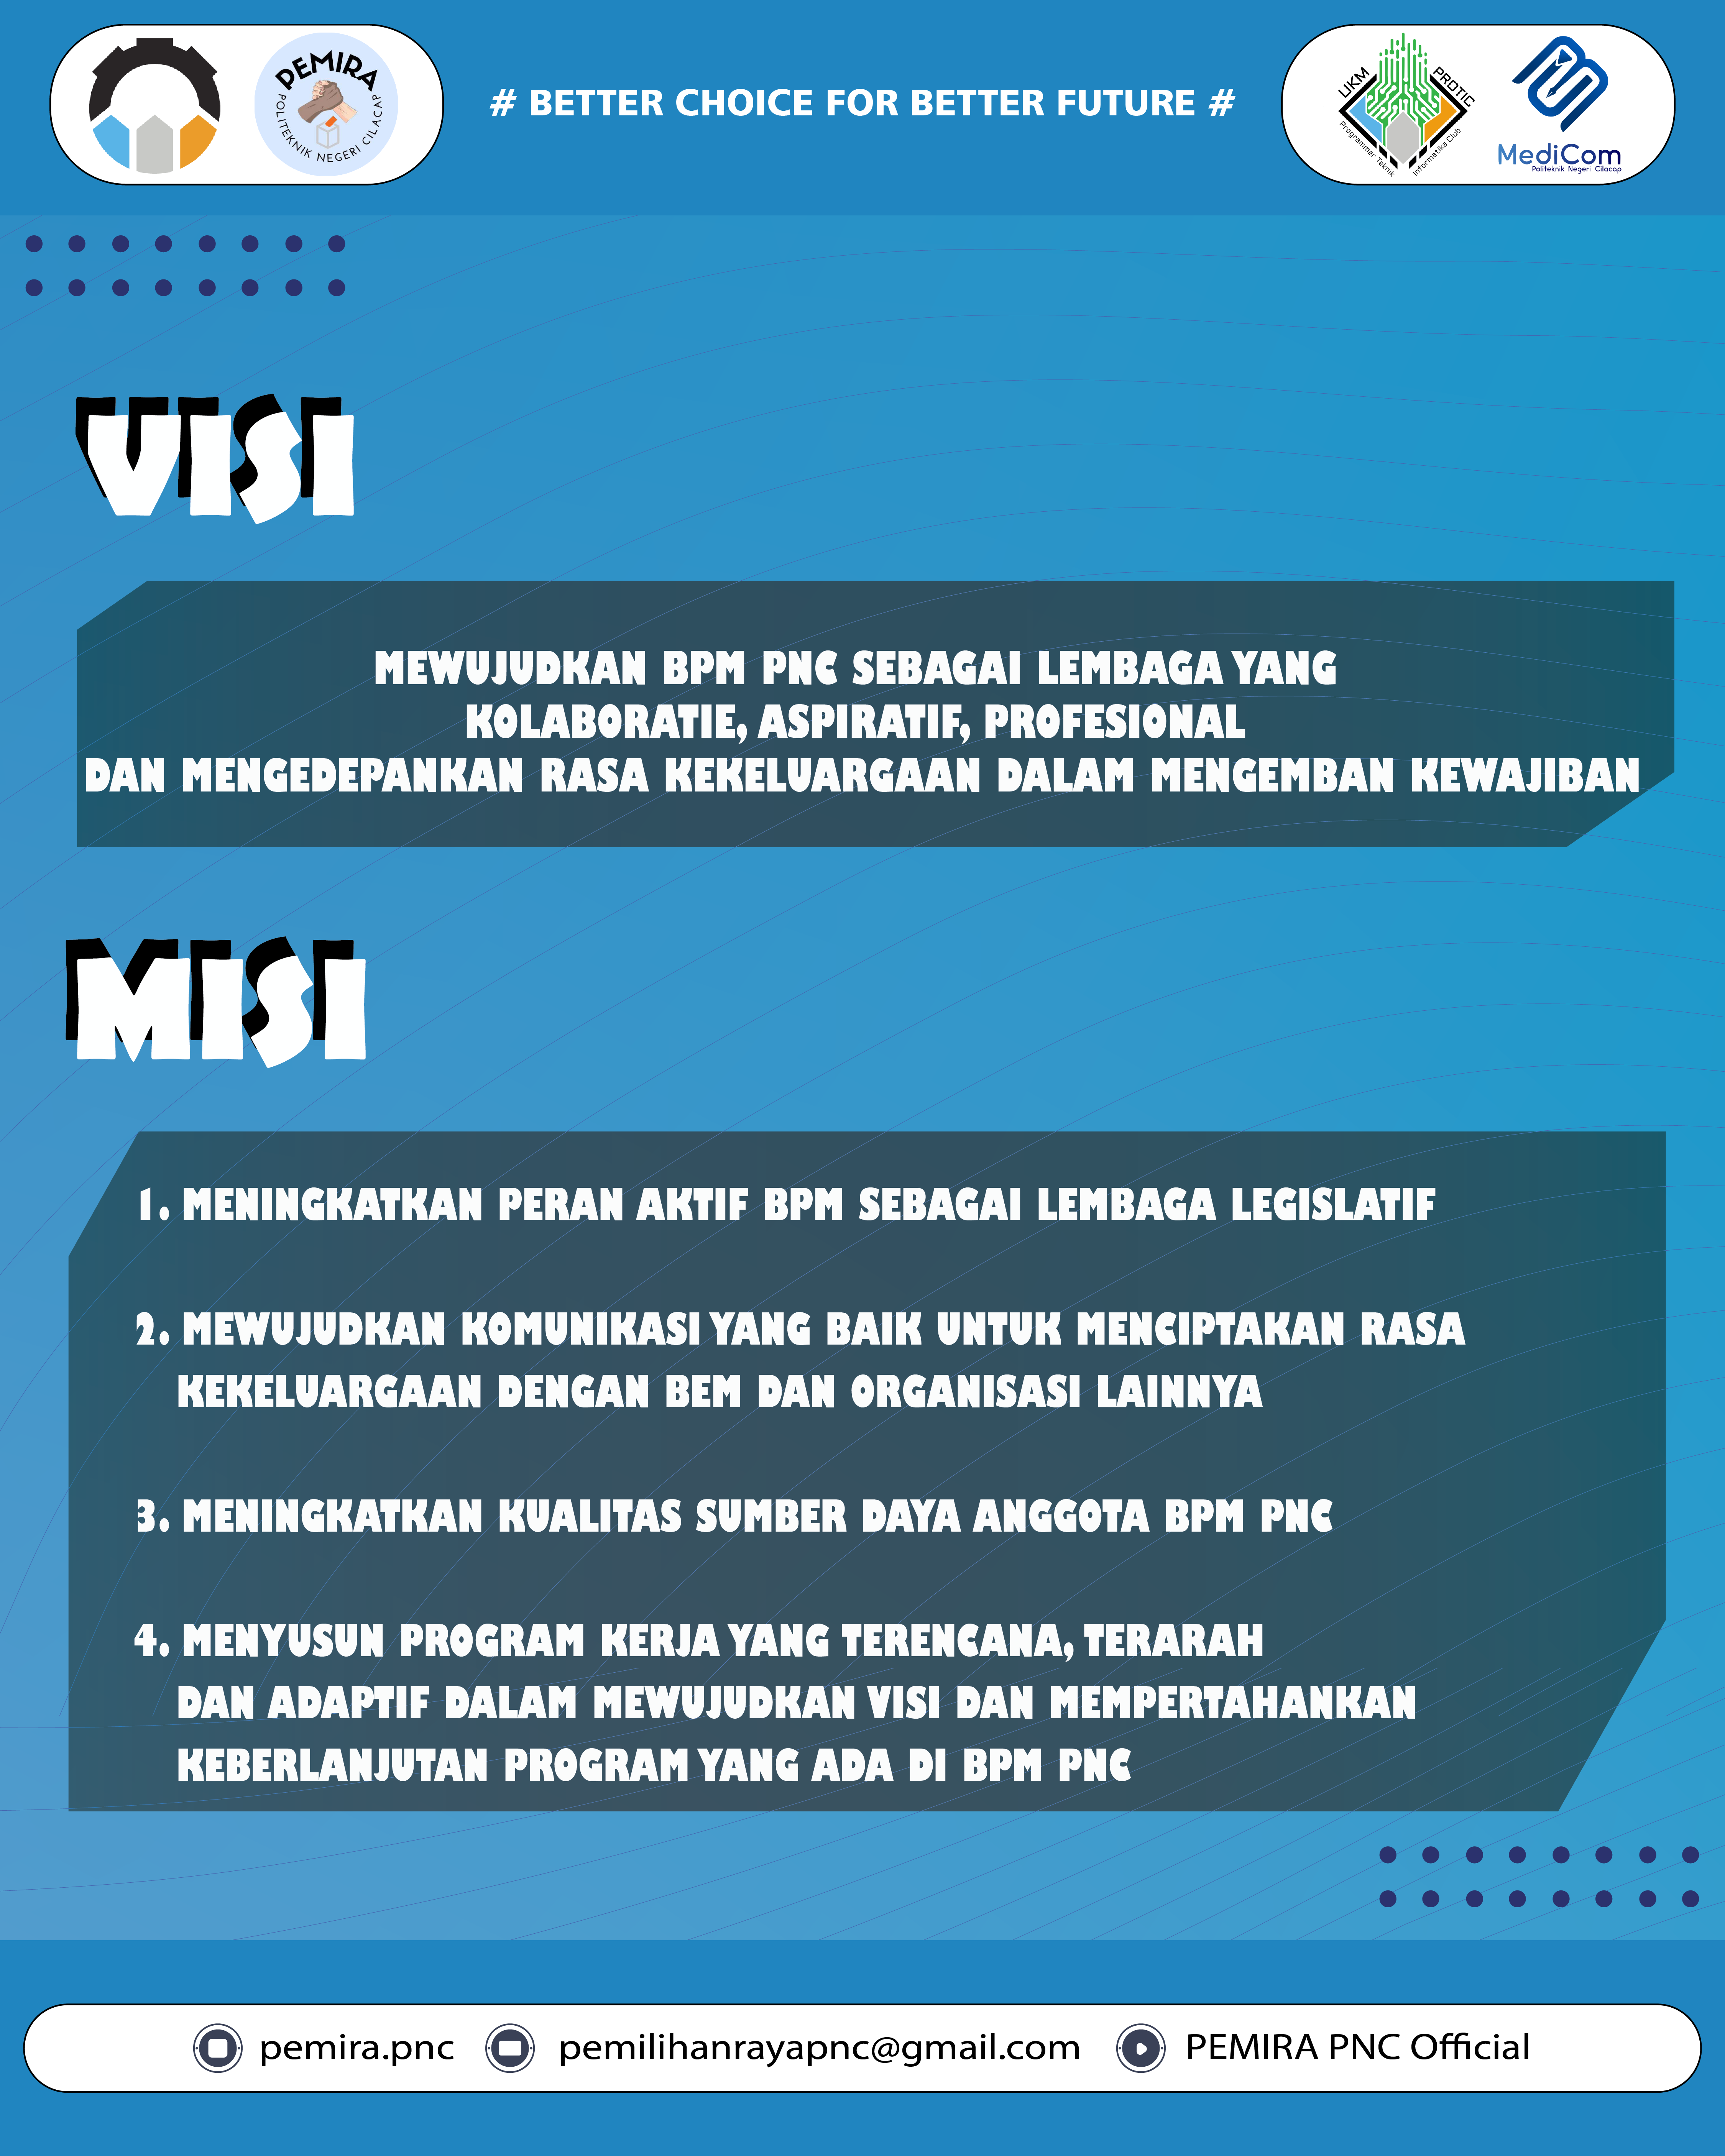 PEMIRA
POLITEKNIK NEGERI CILACAP
# BETTER CHOICE FOR BETTER FUTURE #
UKM PROTIC
Programmer Teknik Informatika Club
MediCom
Politeknik Negeri Cilacap
VISI
MEWUJUDKAN BPM PNC SEBAGAI LEMBAGA YANG
KOLABORATIE, ASPIRATIF, PROFESIONAL
DAN MENGEDEPANKAN RASA KEKELUARGAAN DALAM MENGEMBAN KEWAJIBAN
MISI
1. MENINGKATKAN PERAN AKTIF BPM SEBAGAI LEMBAGA LEGISLATIF
2. MEWUJUDKAN KOMUNIKASI YANG BAIK UNTUK MENCIPTAKAN RASA
KEKELUARGAAN DENGAN BEM DAN ORGANISASI LAINNYA
3. MENINGKATKAN KUALITAS SUMBER DAYA ANGGOTA BPM PNC
4. MENYUSUN PROGRAM KERJA YANG TERENCANA, TERARAH
DAN ADAPTIF DALAM MEWUJUDKAN VISI DAN MEMPERTAHANKAN
KEBERLANJUTAN PROGRAM YANG ADA DI BPM PNC
pemira.pnc
pemilihanrayapnc@gmail.com
PEMIRA PNC Official